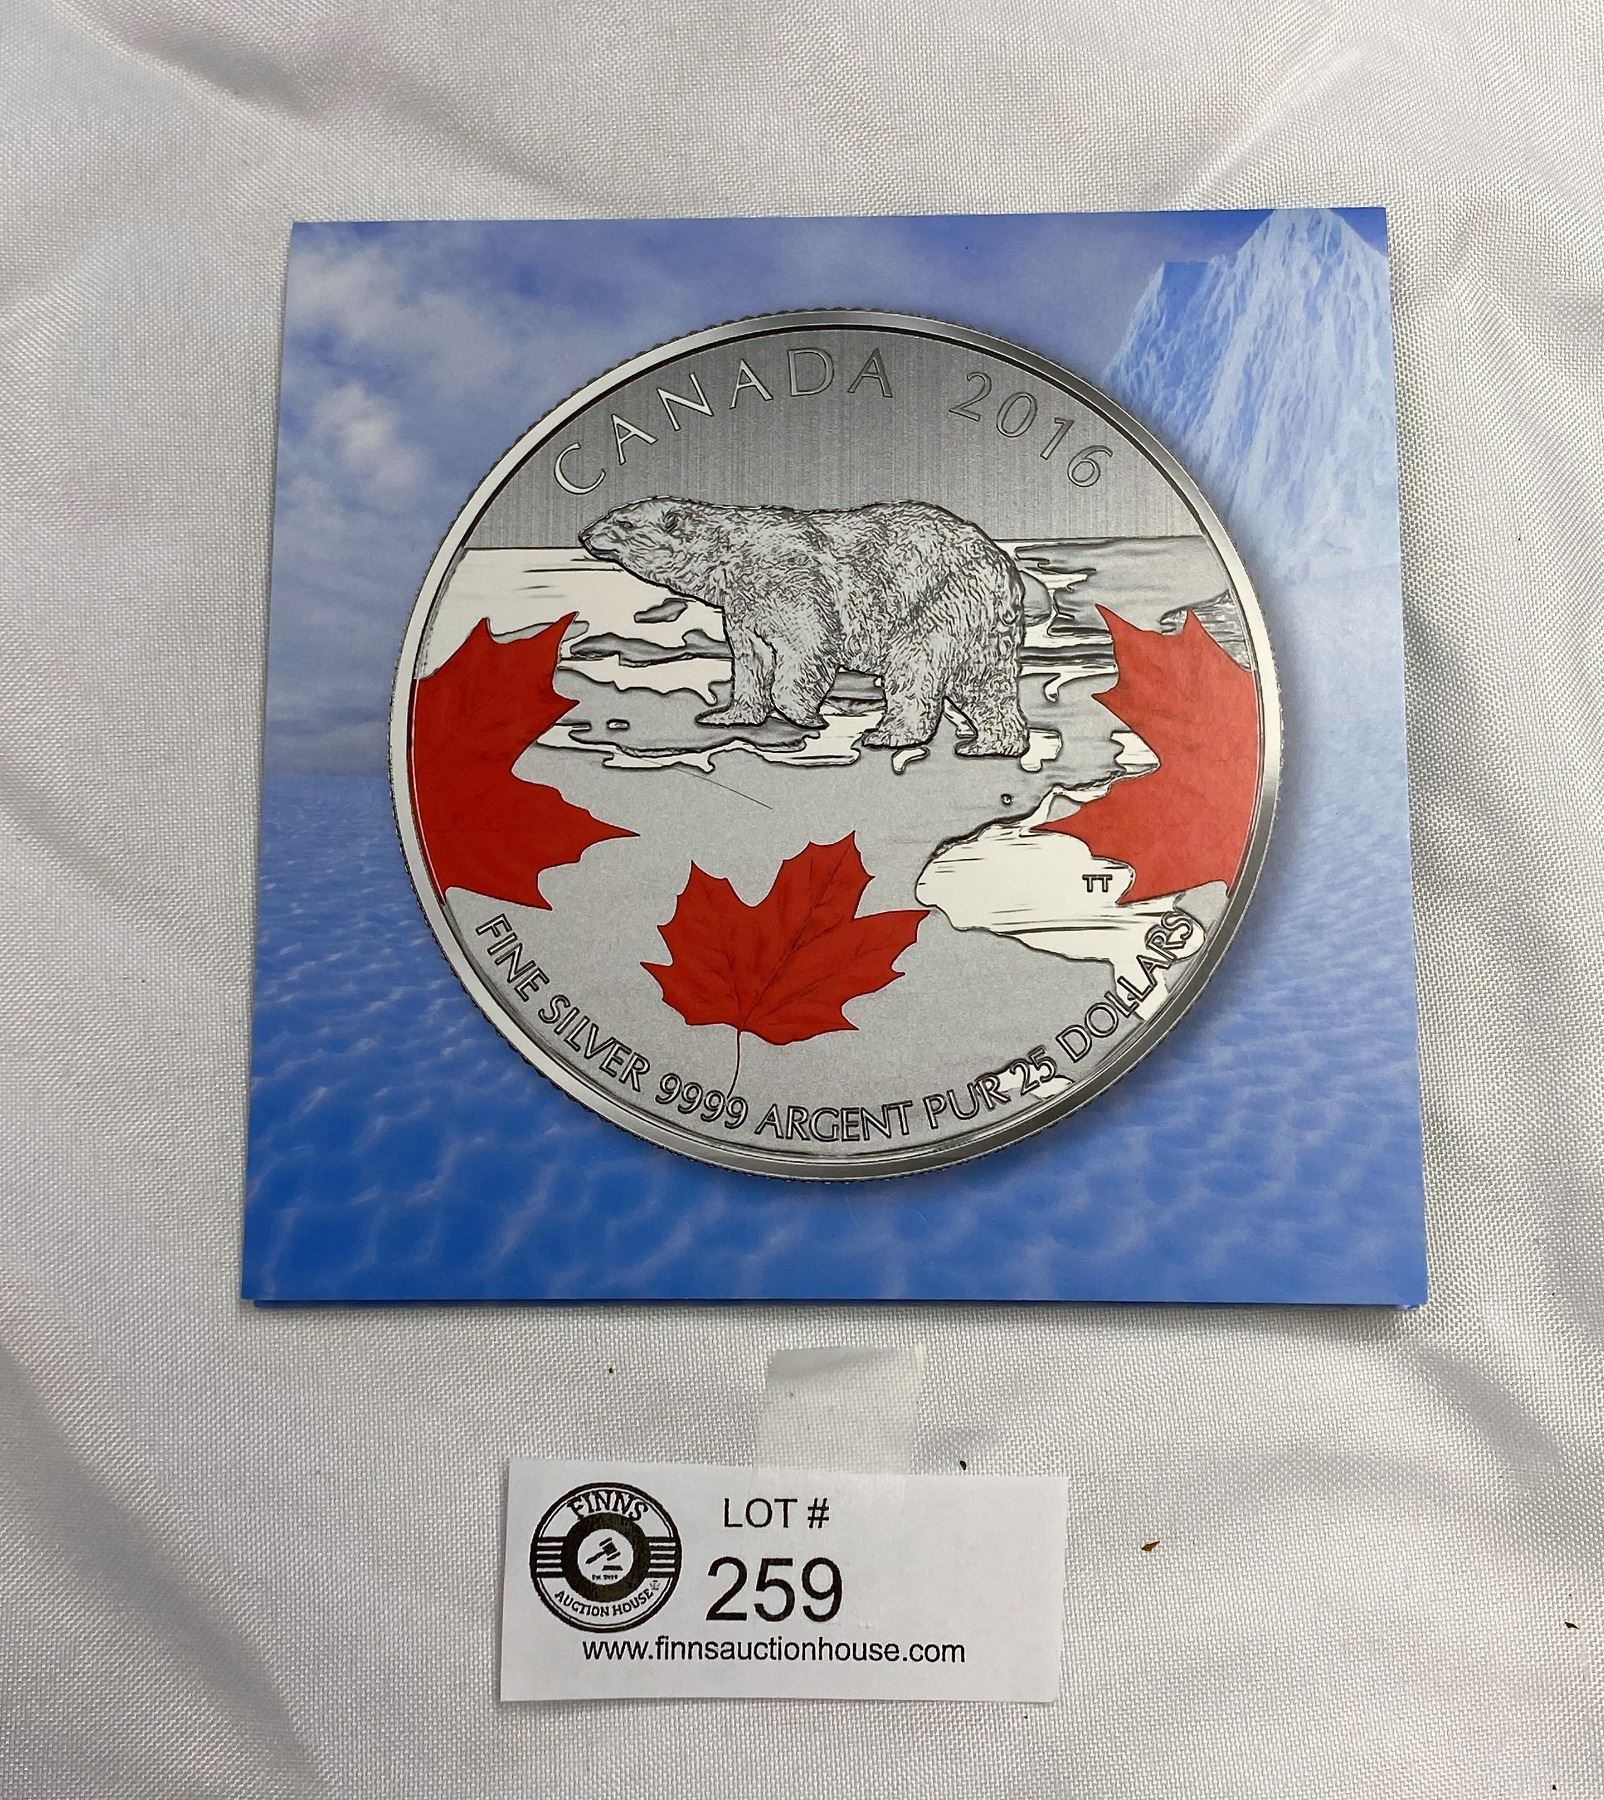 CANADA 2016
TT
FINE SILVER 9999 ARGENT PUR 25 DOLLARS
FINNS
AUCTION HOUSE
LOT #
259
www.finnsauctionhouse.com